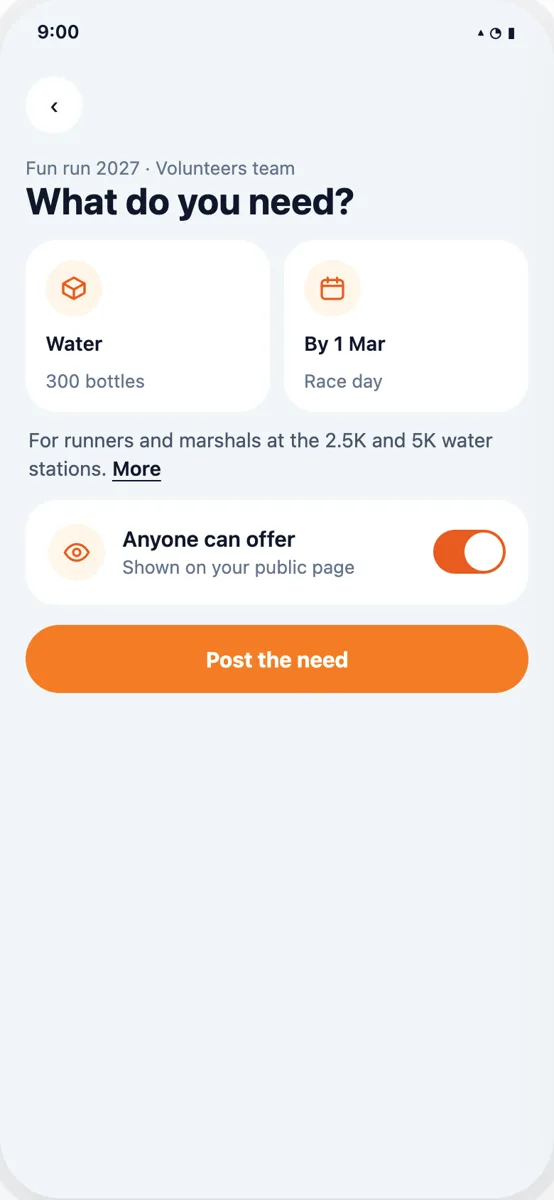 9:00
‹
Fun run 2027 · Volunteers team
What do you need?
Water
300 bottles
By 1 Mar
Race day
For runners and marshals at the 2.5K and 5K water
stations. More
Anyone can offer
Shown on your public page
Post the need